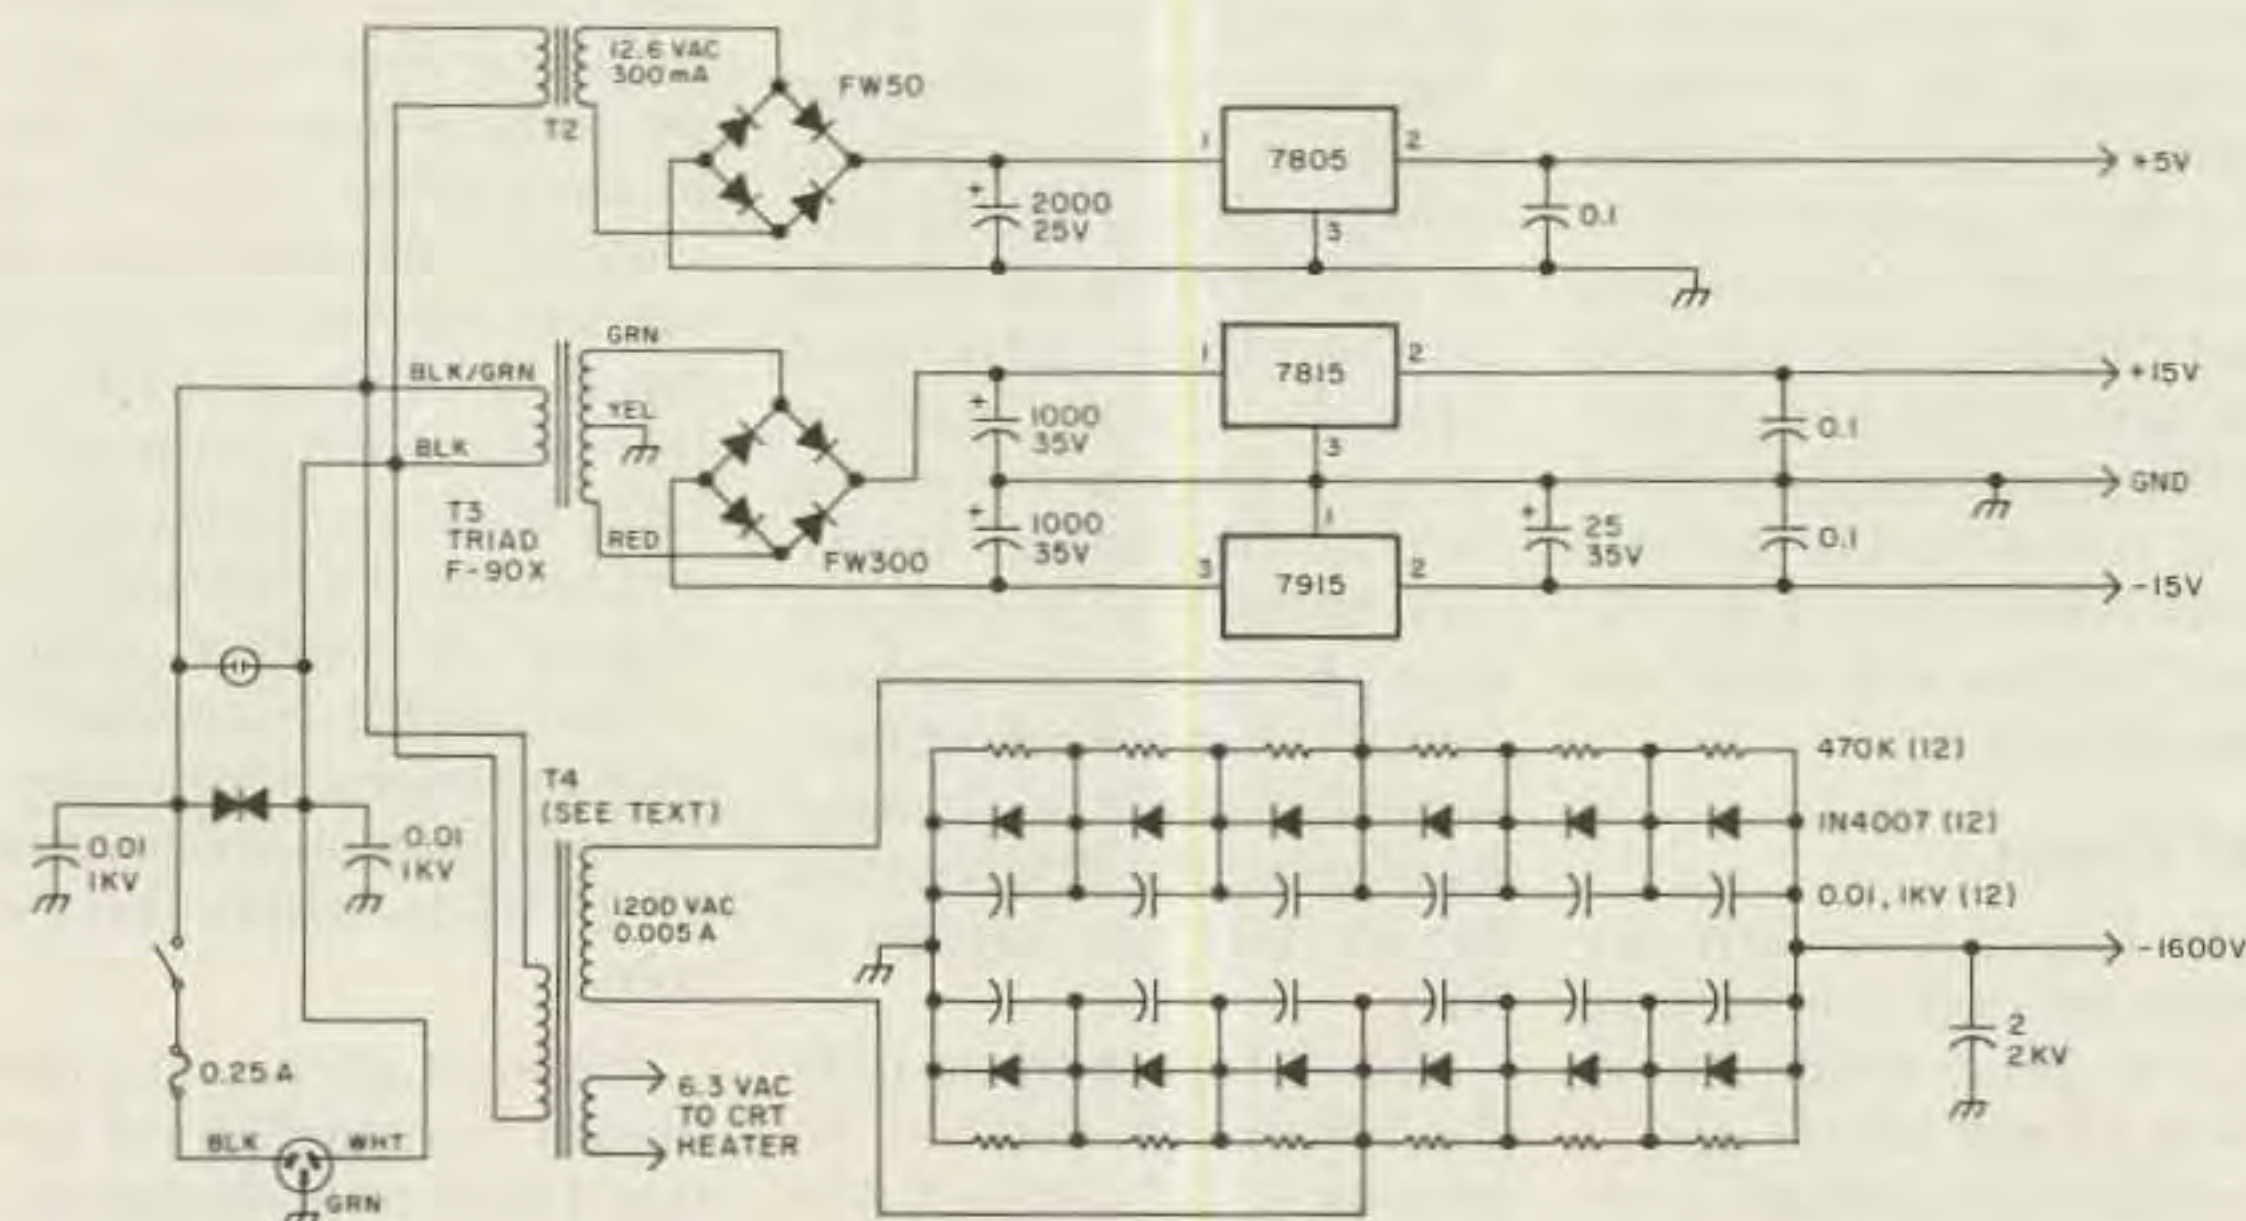 12.6 VAC
300mA
T2
FW50
1
7805
2
3
2000
25V
0.1
+5V
BLK/GRN
BLK
T3
TRIAD
F-90X
GRN
YEL
RED
FW300
1000
35V
1000
35V
1
7815
2
3
1
3
7915
2
25
35V
0.1
0.1
+15V
GND
-15V
0.01
1KV
0.01
1KV
0.25 A
BLK
WHT
GRN
T4
(SEE TEXT)
1200 VAC
0.005 A
6.3 VAC
TO CRT
HEATER
470K (12)
1N4007 (12)
0.01, 1KV (12)
-1600V
2
2KV